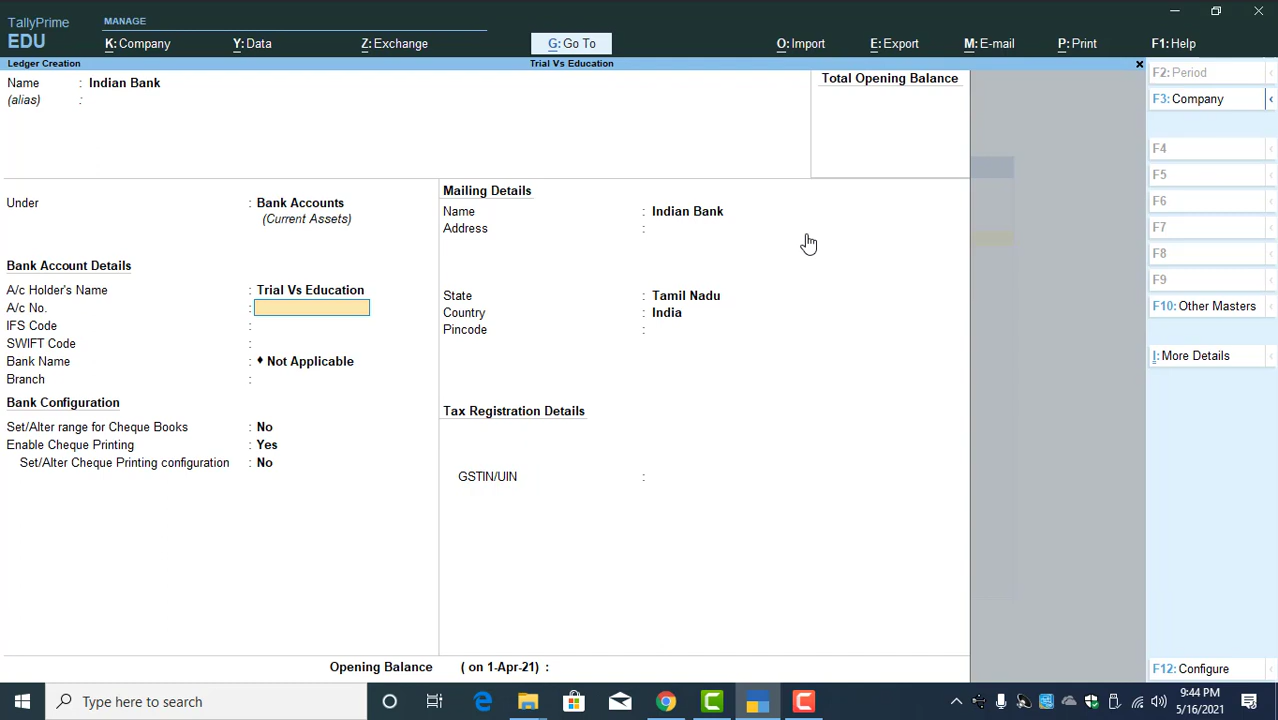 TallyPrime
EDU
MANAGE
K: Company
Y: Data
Z: Exchange
G: Go To
O: Import
E: Export
M: E-mail
P: Print
F1: Help
Ledger Creation
Trial Vs Education
Name : Indian Bank
(alias) :
Total Opening Balance
Under : Bank Accounts
(Current Assets)
Bank Account Details
A/c Holder's Name : Trial Vs Education
A/c No. :
IFS Code :
SWIFT Code :
Bank Name : ♦ Not Applicable
Branch :
Bank Configuration
Set/Alter range for Cheque Books : No
Enable Cheque Printing : Yes
Set/Alter Cheque Printing configuration : No
Mailing Details
Name : Indian Bank
Address :
State : Tamil Nadu
Country : India
Pincode :
Tax Registration Details
GSTIN/UIN :
Opening Balance ( on 1-Apr-21) :
F2: Period
F3: Company
F4
F5
F6
F7
F8
F9
F10: Other Masters
I: More Details
F12: Configure
Type here to search
9:44 PM
5/16/2021